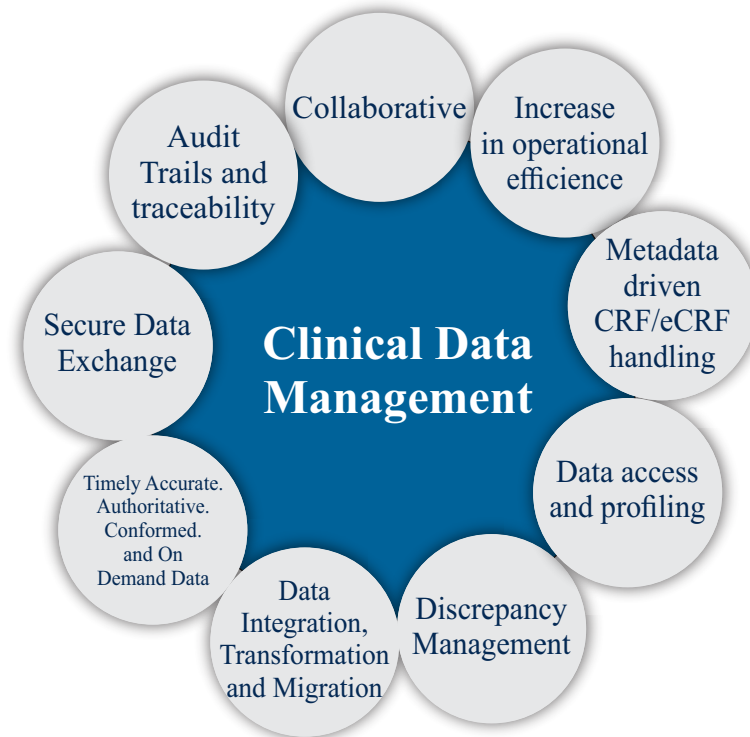 Collaborative
Increase
in operational
efficience
Metadata
driven
CRF/eCRF
handling
Data access
and profiling
Discrepancy
Management
Data
Integration,
Transformation
and Migration
Timely Accurate.
Authoritative.
Conformed.
and On
Demand Data
Secure Data
Exchange
Audit
Trails and
traceability
Clinical Data
Management